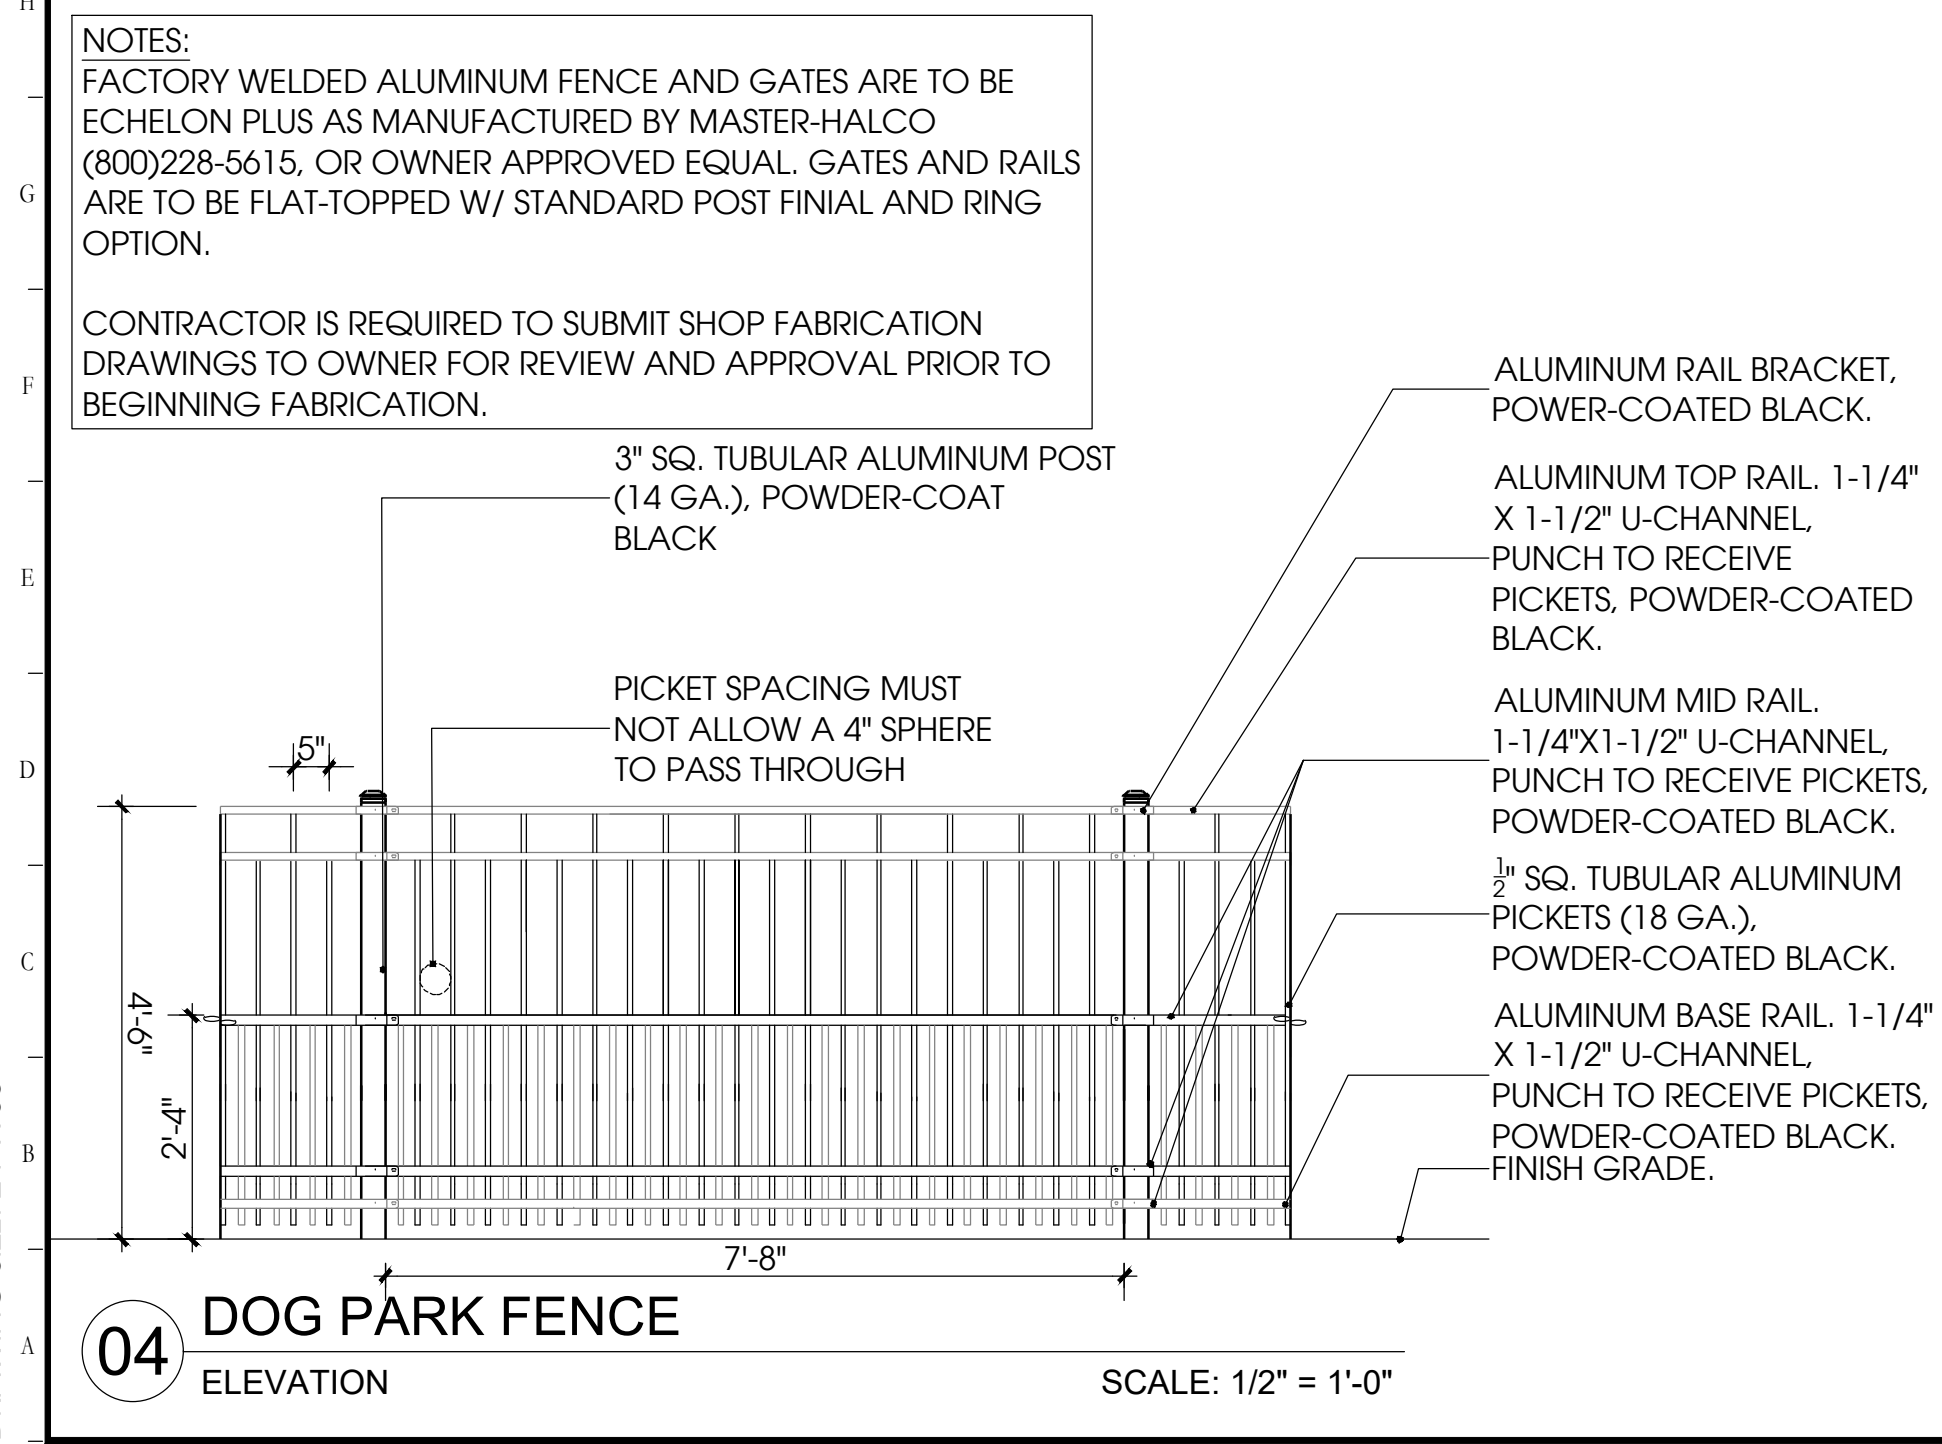 H
G
F
E
D
C
B
A
NOTES:
FACTORY WELDED ALUMINUM FENCE AND GATES ARE TO BE
ECHELON PLUS AS MANUFACTURED BY MASTER-HALCO
(800)228-5615, OR OWNER APPROVED EQUAL. GATES AND RAILS
ARE TO BE FLAT-TOPPED W/ STANDARD POST FINIAL AND RING
OPTION.
CONTRACTOR IS REQUIRED TO SUBMIT SHOP FABRICATION
DRAWINGS TO OWNER FOR REVIEW AND APPROVAL PRIOR TO
BEGINNING FABRICATION.
3" SQ. TUBULAR ALUMINUM POST
(14 GA.), POWDER-COAT
BLACK
PICKET SPACING MUST
NOT ALLOW A 4" SPHERE
TO PASS THROUGH
ALUMINUM RAIL BRACKET,
POWER-COATED BLACK.
ALUMINUM TOP RAIL. 1-1/4"
X 1-1/2" U-CHANNEL,
PUNCH TO RECEIVE
PICKETS, POWDER-COATED
BLACK.
ALUMINUM MID RAIL.
1-1/4"X1-1/2" U-CHANNEL,
PUNCH TO RECEIVE PICKETS,
POWDER-COATED BLACK.
1/2" SQ. TUBULAR ALUMINUM
PICKETS (18 GA.),
POWDER-COATED BLACK.
ALUMINUM BASE RAIL. 1-1/4"
X 1-1/2" U-CHANNEL,
PUNCH TO RECEIVE PICKETS,
POWDER-COATED BLACK.
FINISH GRADE.
5"
4'-6"
2'-4"
7'-8"
04
DOG PARK FENCE
ELEVATION
SCALE: 1/2" = 1'-0"